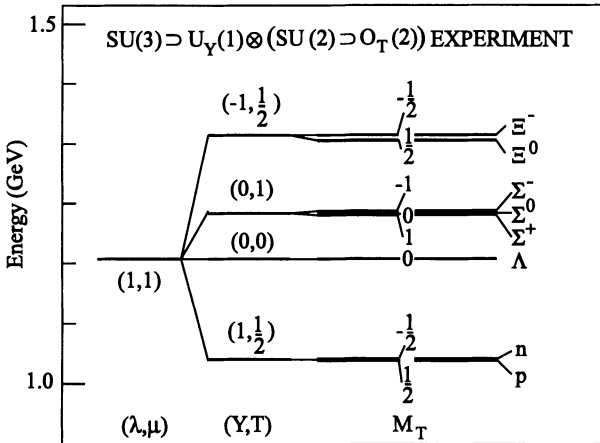 1.5
SU(3) ⊃ U_Y(1) ⊗ (SU(2) ⊃ O_T(2)) EXPERIMENT
(-1, 1/2)
-1/2
1/2
Ξ⁻
Ξ⁰
Energy (GeV)
(0,1)
-1
0
1
Σ⁻
Σ⁰
Σ⁺
(0,0)
0
Λ
(1,1)
(1, 1/2)
-1/2
1/2
n
p
1.0
(λ,μ)
(Y,T)
M_T